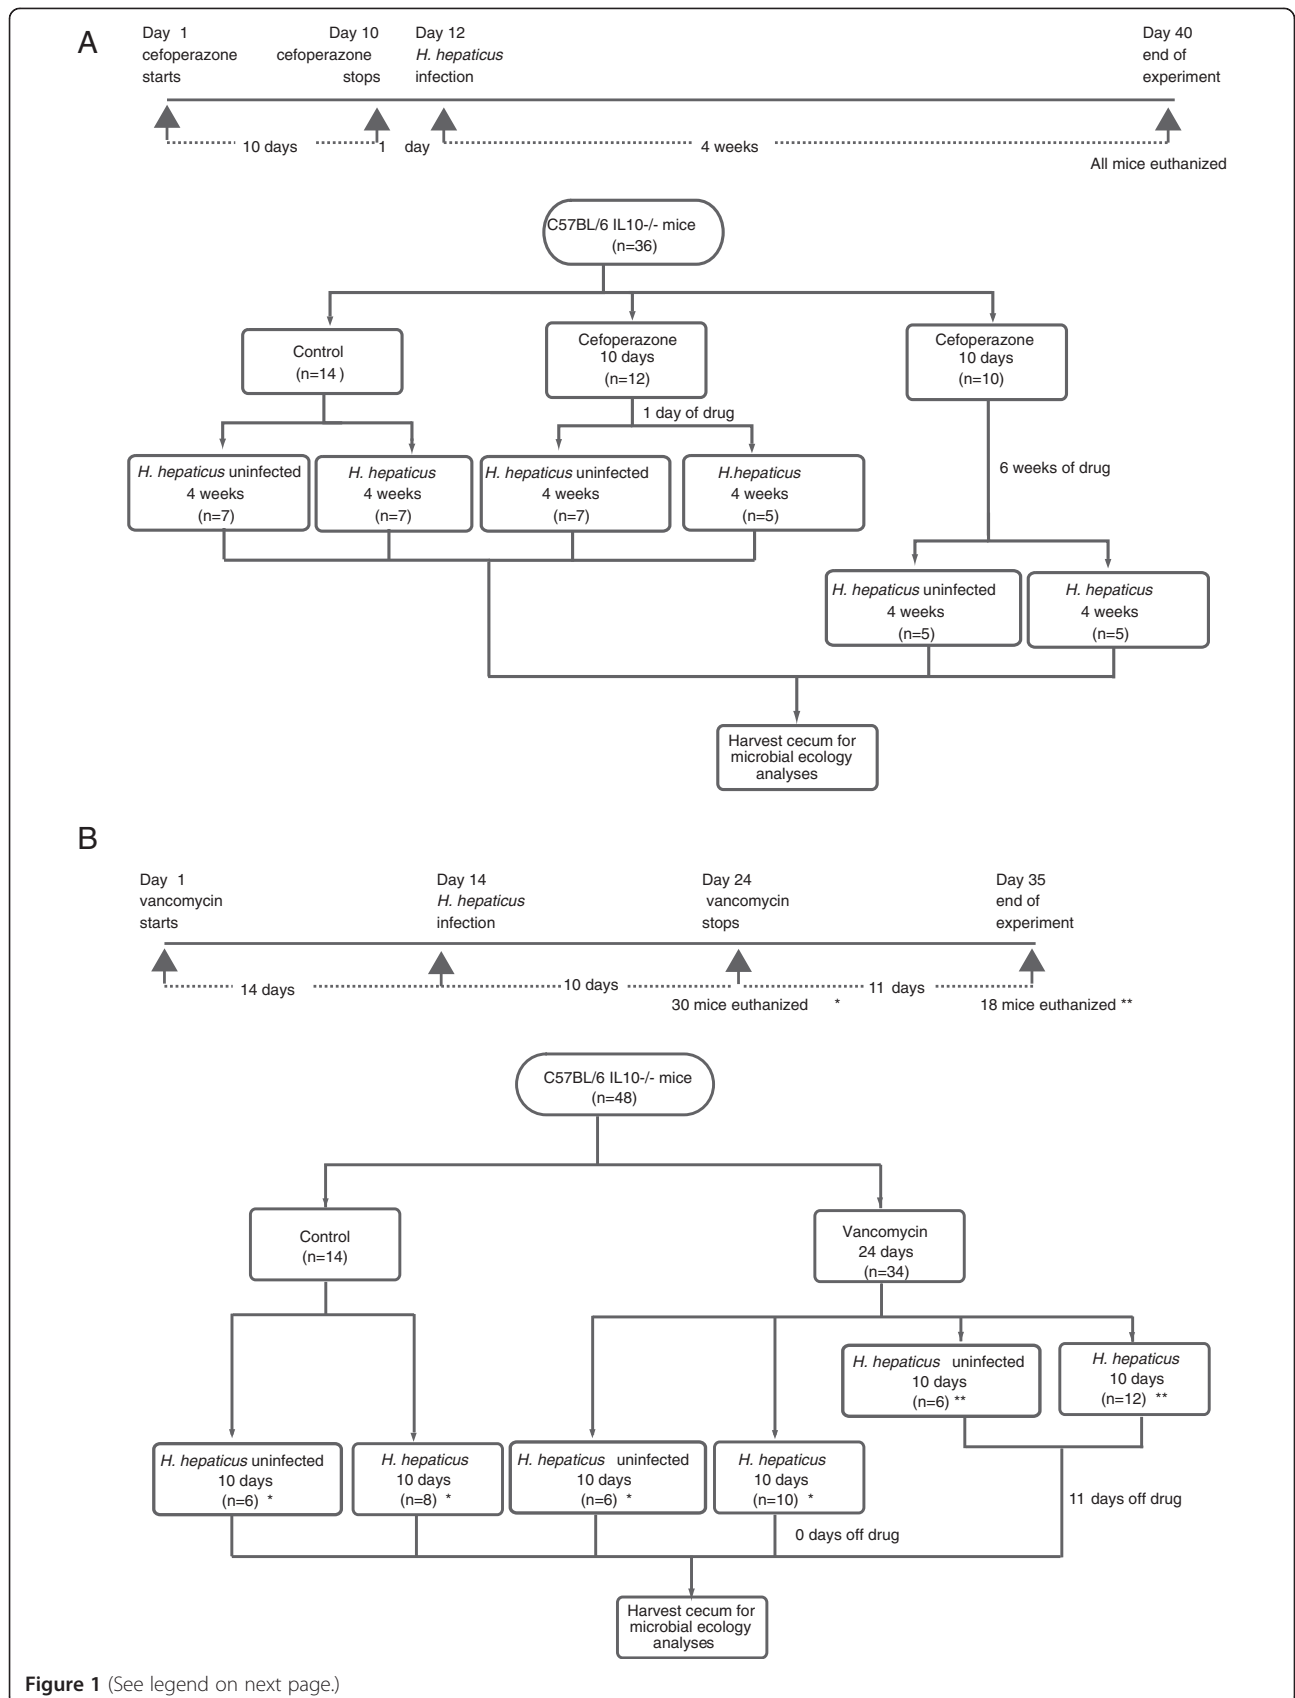 A
Day 1
cefoperazone
starts
Day 10
cefoperazone
stops
Day 12
H. hepaticus
infection
Day 40
end of
experiment
10 days
1 day
4 weeks
All mice euthanized
C57BL/6 IL10-/- mice
(n=36)
Control
(n=14 )
Cefoperazone
10 days
(n=12)
Cefoperazone
10 days
(n=10)
1 day of drug
H. hepaticus uninfected
4 weeks
(n=7)
H. hepaticus
4 weeks
(n=7)
H. hepaticus uninfected
4 weeks
(n=7)
H.hepaticus
4 weeks
(n=5)
6 weeks of drug
H. hepaticus uninfected
4 weeks
(n=5)
H. hepaticus
4 weeks
(n=5)
Harvest cecum for
microbial ecology
analyses
B
Day 1
vancomycin
starts
Day 14
H. hepaticus
infection
Day 24
vancomycin
stops
Day 35
end of
experiment
14 days
10 days
11 days
30 mice euthanized *
18 mice euthanized **
C57BL/6 IL10-/- mice
(n=48)
Control
(n=14)
Vancomycin
24 days
(n=34)
H. hepaticus uninfected
10 days
(n=6) **
H. hepaticus
10 days
(n=12) **
H. hepaticus uninfected
10 days
(n=6) *
H. hepaticus
10 days
(n=8) *
H. hepaticus uninfected
10 days
(n=6) *
H. hepaticus
10 days
(n=10) *
11 days off drug
0 days off drug
Harvest cecum for
microbial ecology
analyses
Figure 1 (See legend on next page.)